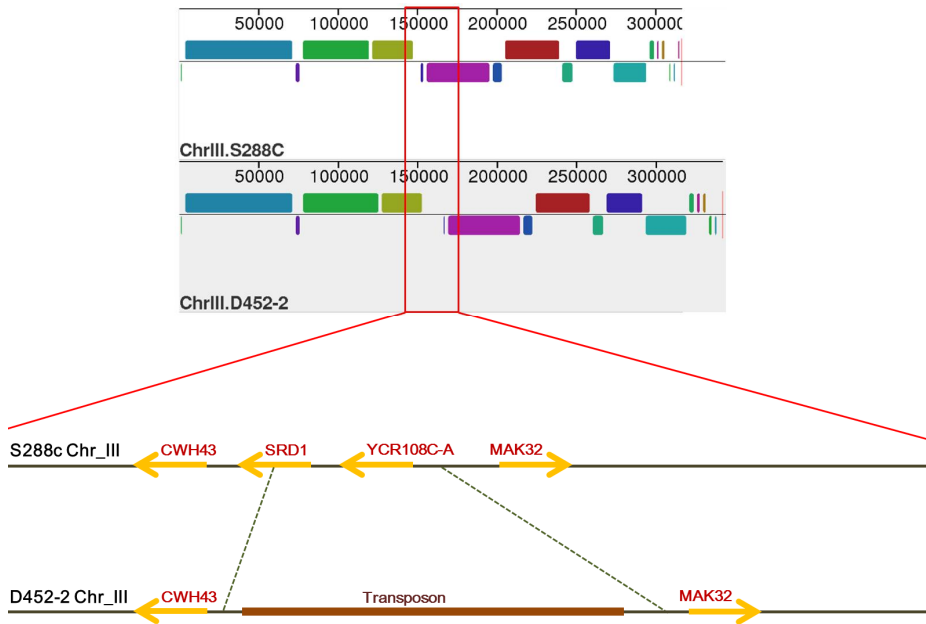 50000 100000 150000 200000 250000 300000
ChrIII.S288C
50000 100000 150000 200000 250000 300000
ChrIII.D452-2
S288c Chr_III CWH43 SRD1 YCR108C-A MAK32
D452-2 Chr_III CWH43 Transposon MAK32